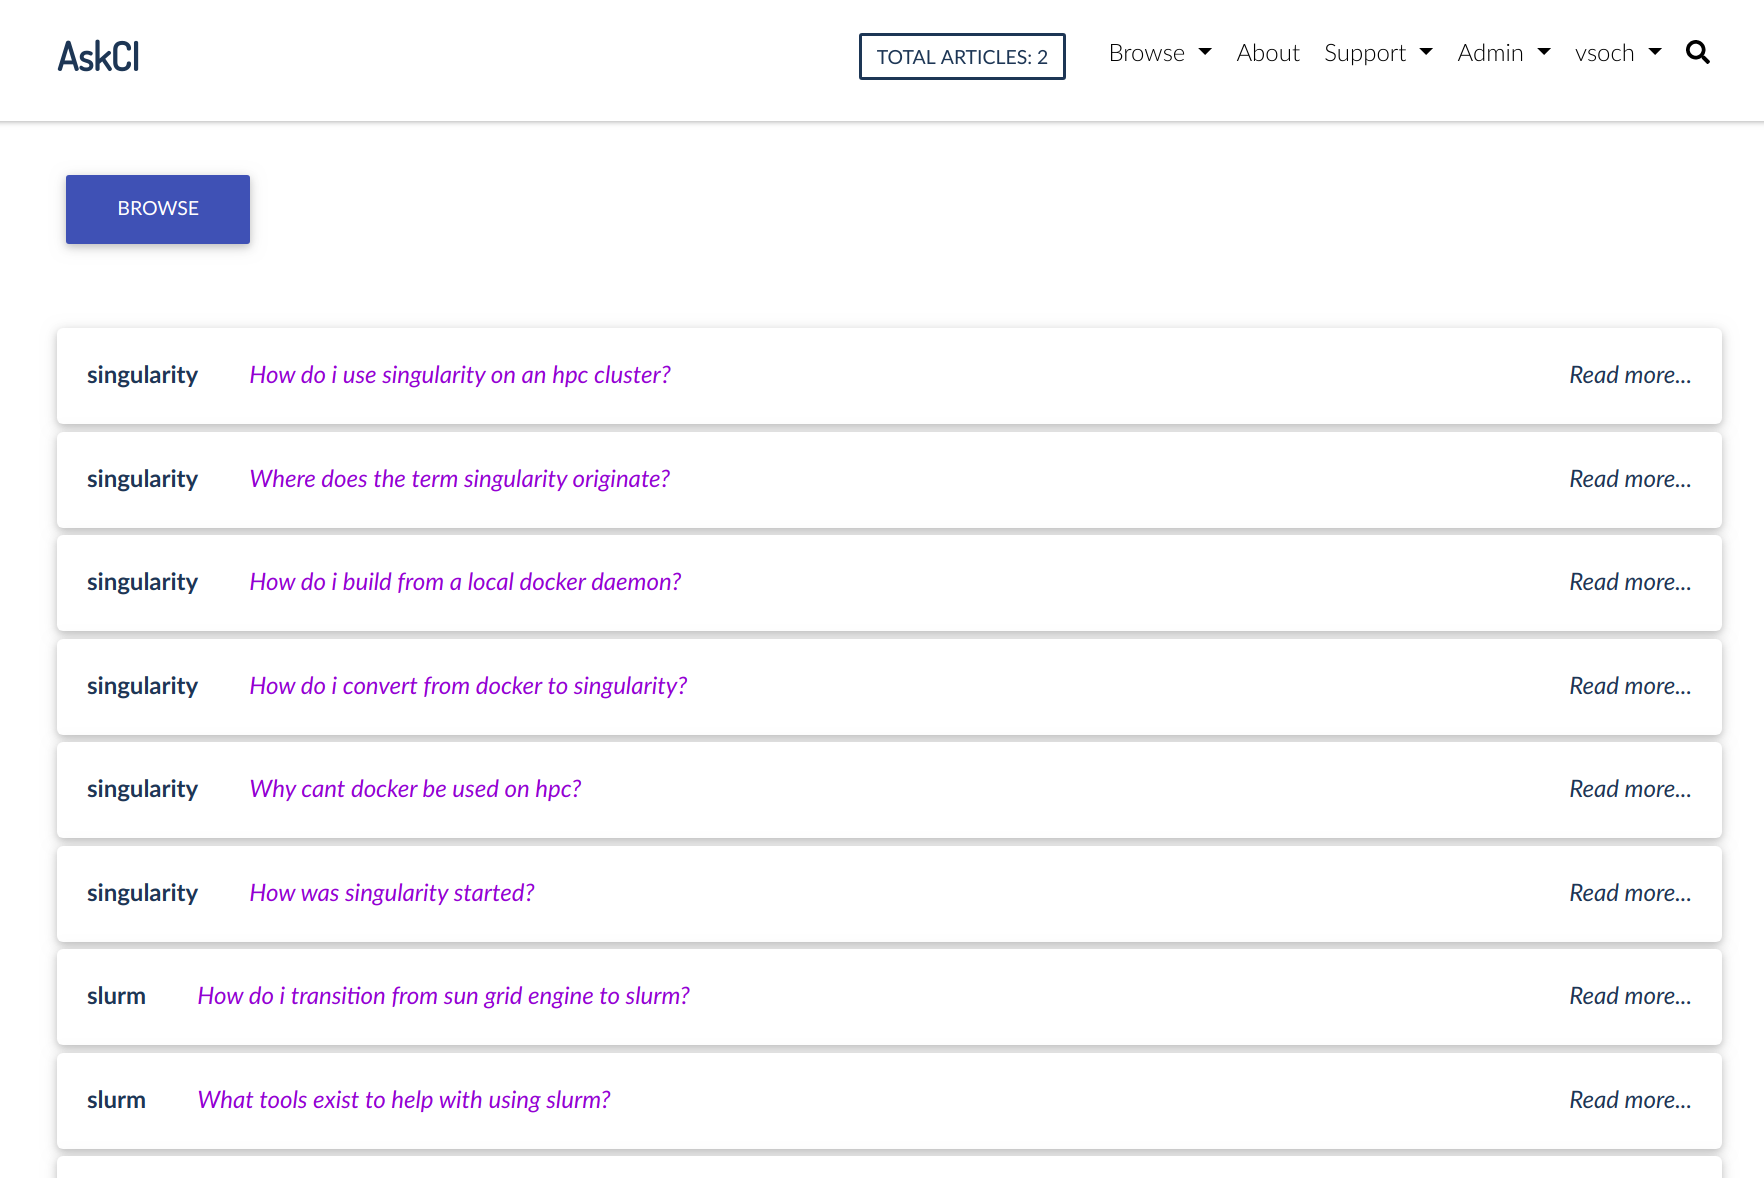 AskCI
TOTAL ARTICLES: 2
Browse
About
Support
Admin
vsoch
BROWSE
singularity How do i use singularity on an hpc cluster? Read more...
singularity Where does the term singularity originate? Read more...
singularity How do i build from a local docker daemon? Read more...
singularity How do i convert from docker to singularity? Read more...
singularity Why cant docker be used on hpc? Read more...
singularity How was singularity started? Read more...
slurm How do i transition from sun grid engine to slurm? Read more...
slurm What tools exist to help with using slurm? Read more...